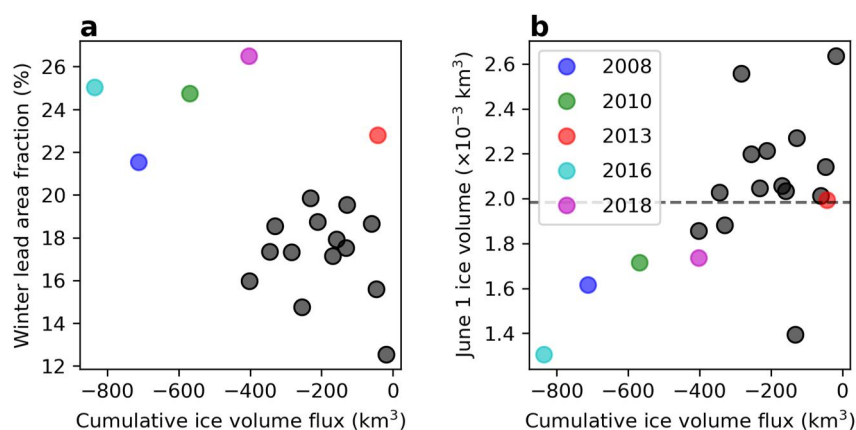 a
Winter lead area fraction (%)
26
24
22
20
18
16
14
12
−800 −600 −400 −200 0
Cumulative ice volume flux (km³)
b
June 1 ice volume (×10⁻³ km³)
2.6
2.4
2.2
2.0
1.8
1.6
1.4
2008
2010
2013
2016
2018
−800 −600 −400 −200 0
Cumulative ice volume flux (km³)